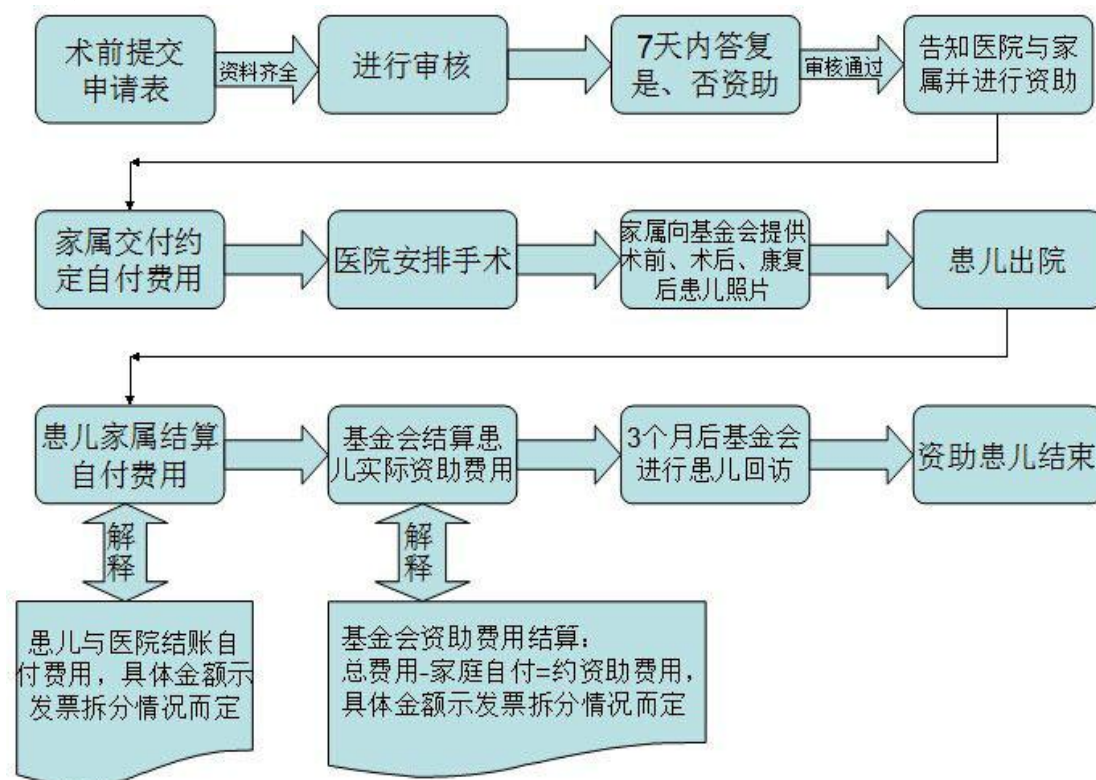 术前提交
申请表
资料齐全
进行审核
7天内答复
是、否资助
审核通过
告知医院与家
属并进行资助
家属交付约
定自付费用
医院安排手术
家属向基金会提供
术前、术后、康复
后患儿照片
患儿出院
患儿家属结算
自付费用
基金会结算患
儿实际资助费用
3个月后基金会
进行患儿回访
资助患儿结束
解
释
解
释
患儿与医院结账自
付费用，具体金额示
发票拆分情况而定
基金会资助费用结算：
总费用-家庭自付=约资助费用，
具体金额示发票拆分情况而定